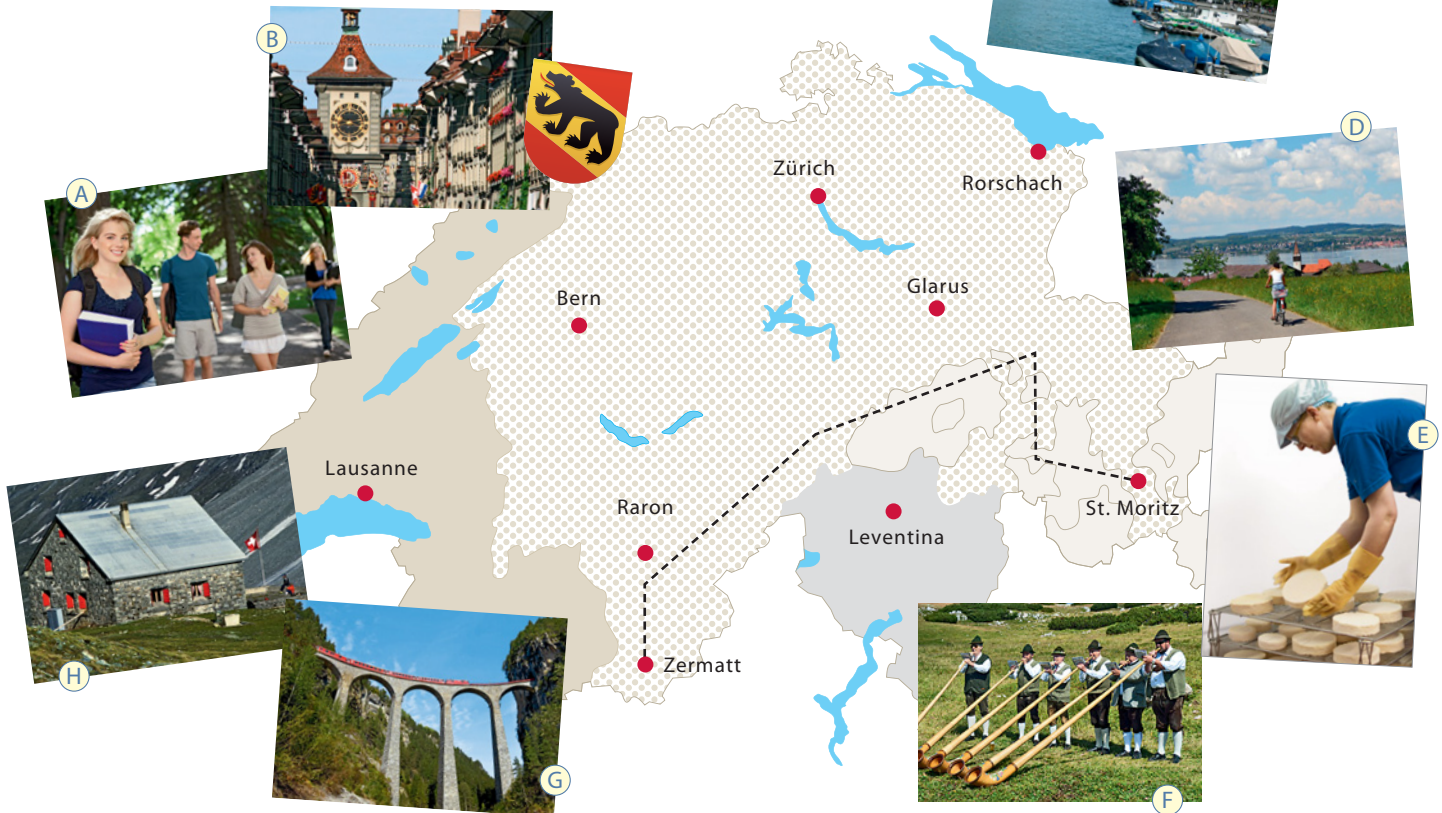 B
D
A
Zürich
Rorschach
Bern
Glarus
E
Lausanne
Raron
St. Moritz
Leventina
H
Zermatt
G
F